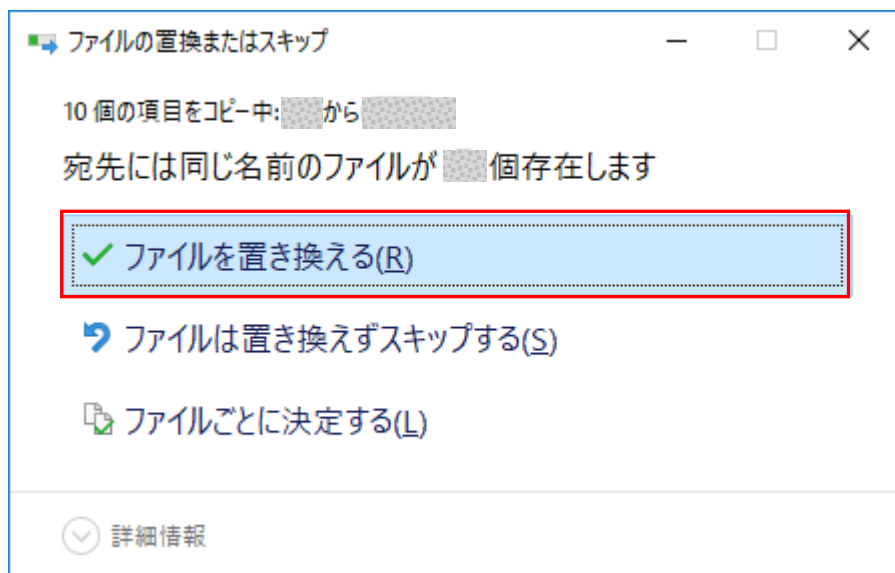 ファイルの置換またはスキップ
10 個の項目をコピー中: から
宛先には同じ名前のファイルが 個存在します
ファイルを置き換える(R)
ファイルは置き換えずスキップする(S)
ファイルごとに決定する(L)
詳細情報